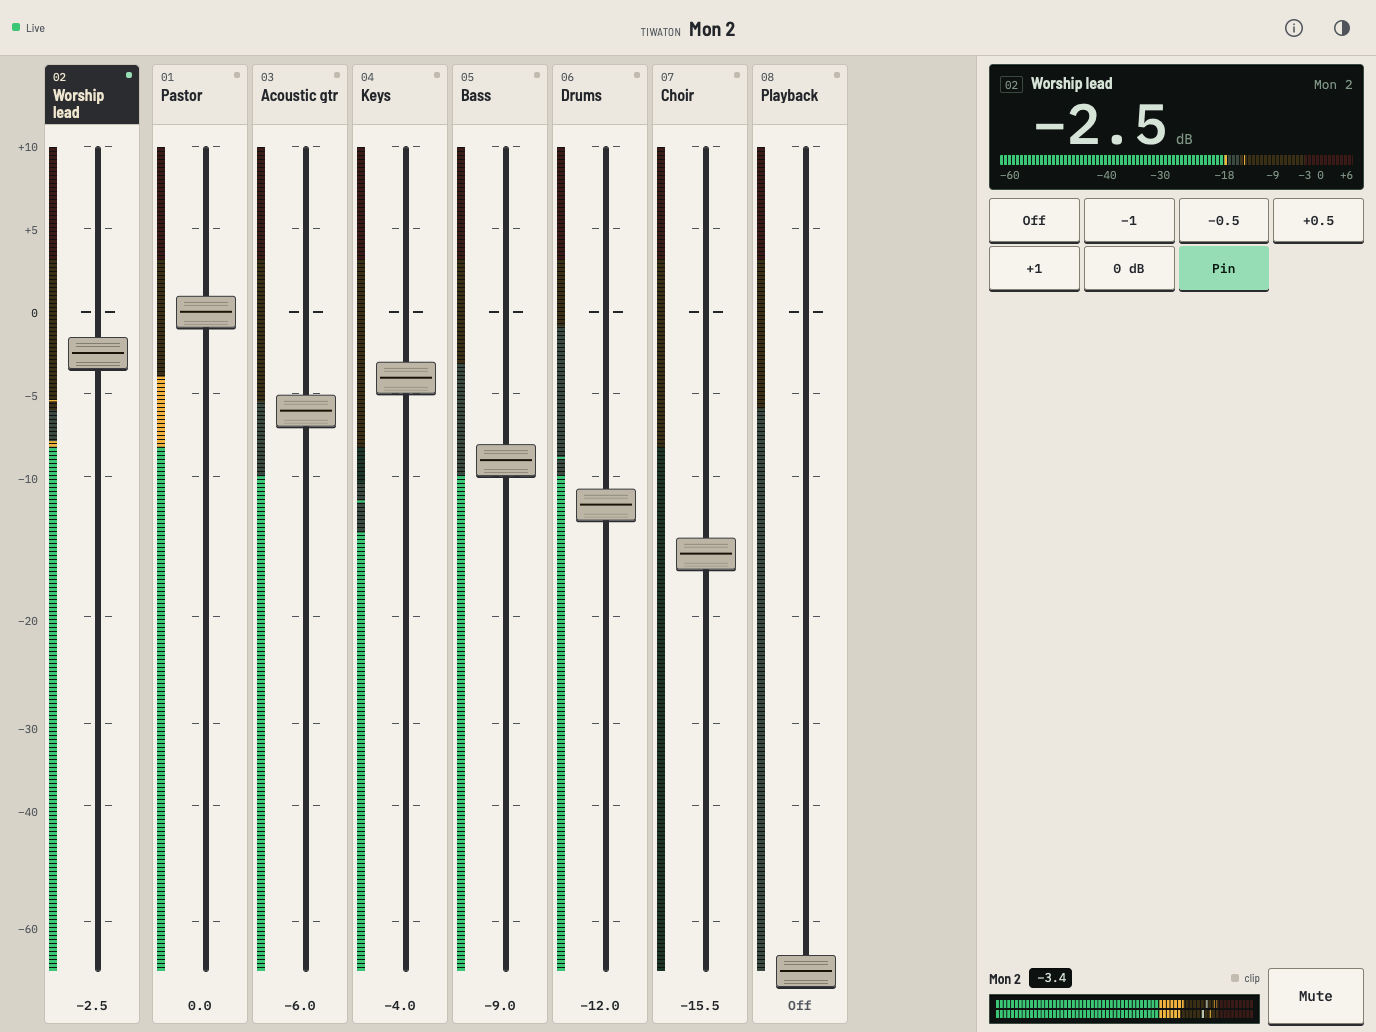 Live
TIWATON Mon 2
02
Worship
lead
01
Pastor
03
Acoustic gtr
04
Keys
05
Bass
06
Drums
07
Choir
08
Playback
+10
+5
0
−5
−10
−20
−30
−40
−60
−2.5
0.0
−6.0
−4.0
−9.0
−12.0
−15.5
Off
02 Worship lead Mon 2
−2.5 dB
−60 −40 −30 −18 −9 −3 0 +6
Off −1 −0.5 +0.5
+1 0 dB Pin
Mon 2 −3.4 clip
Mute